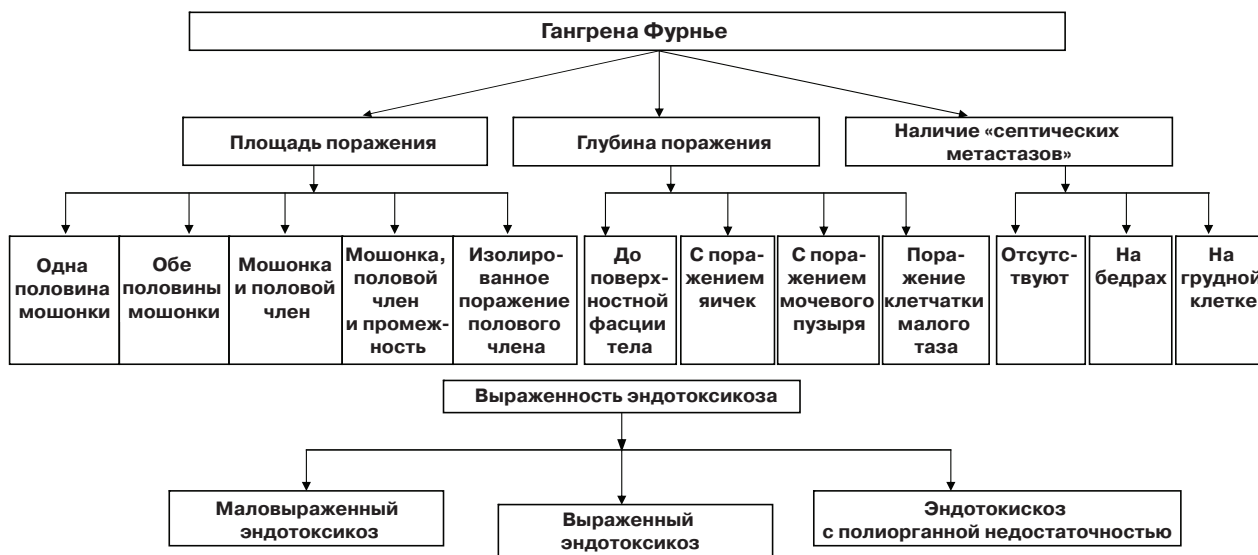 Гангрена Фурнье
Площадь поражения
Глубина поражения
Наличие «септических
метастазов»
Одна
половина
мошонки
Обе
половины
мошонки
Мошонка
и половой
член
Мошонка,
половой
член
и промеж-
ность
Изолиро-
ванное
поражение
полового
члена
До
поверх-
ностной
фасции
тела
С пора-
жением
яичек
С пора-
жением
мочевого
пузыря
Пора-
жение
клетчатки
малого
таза
Отсутс-
твуют
На
бедрах
На
грудной
клетке
Выраженность эндотоксикоза
Маловыраженный
эндотоксикоз
Выраженный
эндотоксикоз
Эндотокискоз
с полиорганной недостаточностью